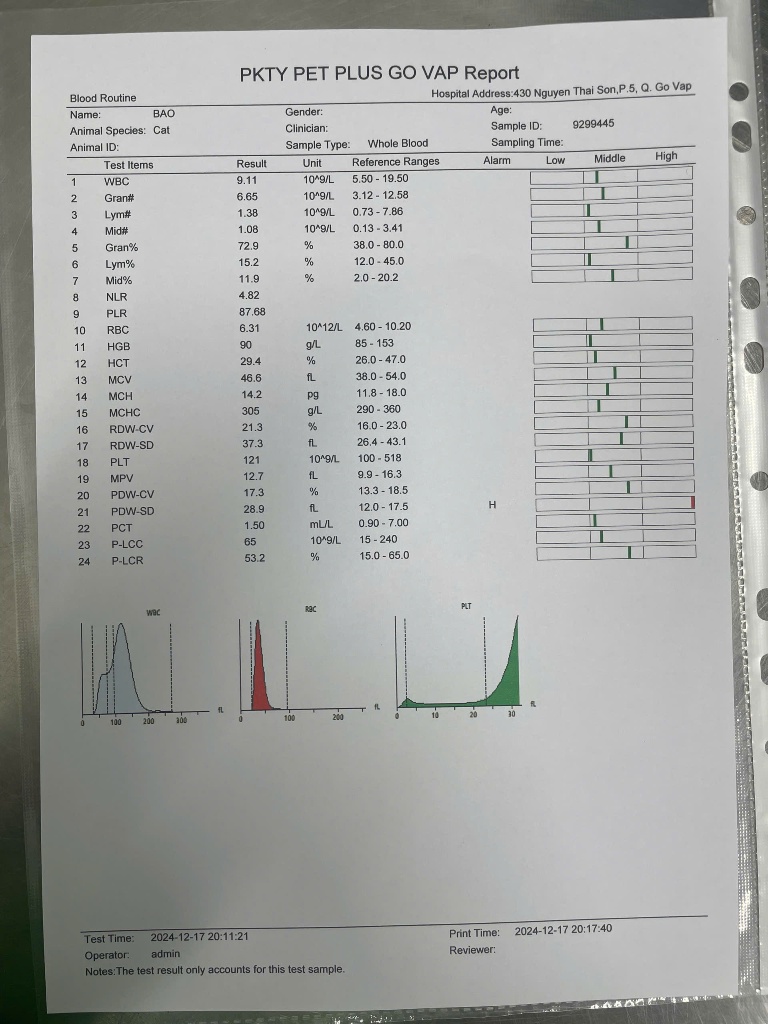 PKTY PET PLUS GO VAP Report
Blood Routine Hospital Address:430 Nguyen Thai Son,P.5, Q. Go Vap
Name: BAO Gender: Age:
Animal Species: Cat Clinician: Sample ID: 9299445
Animal ID: Sample Type: Whole Blood Sampling Time:
Test Items Result Unit Reference Ranges Alarm Low Middle High
1 WBC 9.11 10^9/L 5.50 - 19.50
2 Gran# 6.65 10^9/L 3.12 - 12.58
3 Lym# 1.38 10^9/L 0.73 - 7.86
4 Mid# 1.08 10^9/L 0.13 - 3.41
5 Gran% 72.9 % 38.0 - 80.0
6 Lym% 15.2 % 12.0 - 45.0
7 Mid% 11.9 % 2.0 - 20.2
8 NLR 4.82
9 PLR 87.68
10 RBC 6.31 10^12/L 4.60 - 10.20
11 HGB 90 g/L 85 - 153
12 HCT 29.4 % 26.0 - 47.0
13 MCV 46.6 fL 38.0 - 54.0
14 MCH 14.2 pg 11.8 - 18.0
15 MCHC 305 g/L 290 - 360
16 RDW-CV 21.3 % 16.0 - 23.0
17 RDW-SD 37.3 fL 26.4 - 43.1
18 PLT 121 10^9/L 100 - 518
19 MPV 12.7 fL 9.9 - 16.3
20 PDW-CV 17.3 % 13.3 - 18.5
21 PDW-SD 28.9 fL 12.0 - 17.5 H
22 PCT 1.50 mL/L 0.90 - 7.00
23 P-LCC 65 10^9/L 15 - 240
24 P-LCR 53.2 % 15.0 - 65.0
WBC RBC PLT
0 100 200 300 fL 0 100 200 fL 0 10 20 30 fL
Test Time: 2024-12-17 20:11:21 Print Time: 2024-12-17 20:17:40
Operator: admin Reviewer:
Notes:The test result only accounts for this test sample.